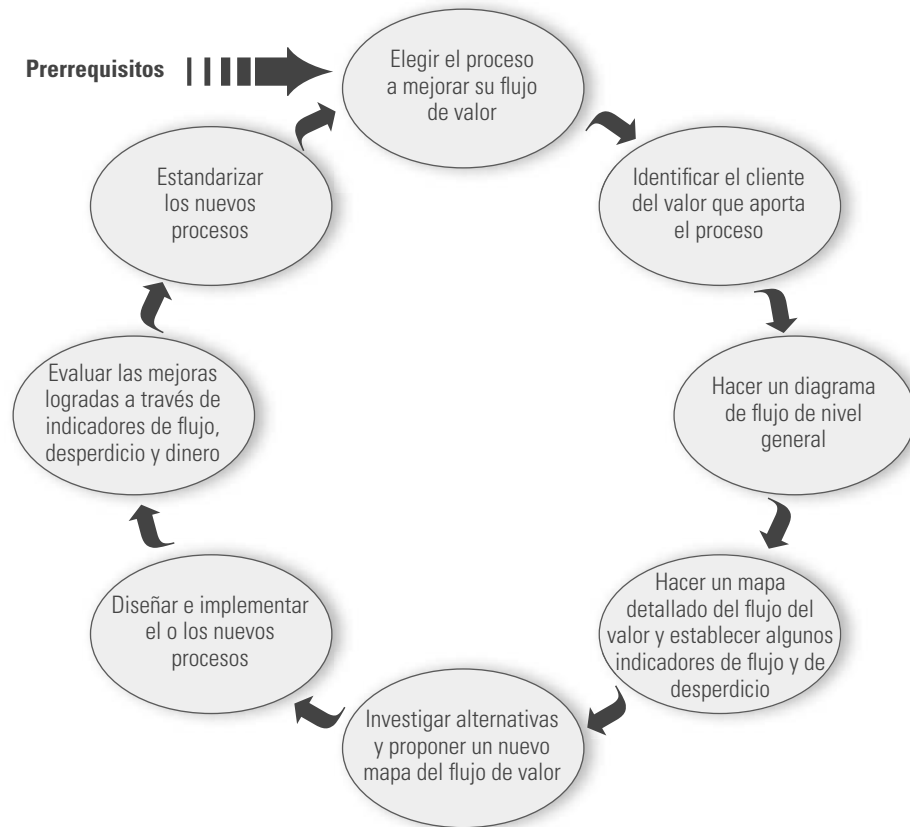 Prerrequisitos
Elegir el proceso
a mejorar su flujo
de valor
Identificar el cliente
del valor que aporta
el proceso
Hacer un diagrama
de flujo de nivel
general
Hacer un mapa
detallado del flujo del
valor y establecer algunos
indicadores de flujo y de
desperdicio
Investigar alternativas
y proponer un nuevo
mapa del flujo de valor
Diseñar e implementar
el o los nuevos
procesos
Evaluar las mejoras
logradas a través de
indicadores de flujo,
desperdicio y dinero
Estandarizar
los nuevos
procesos